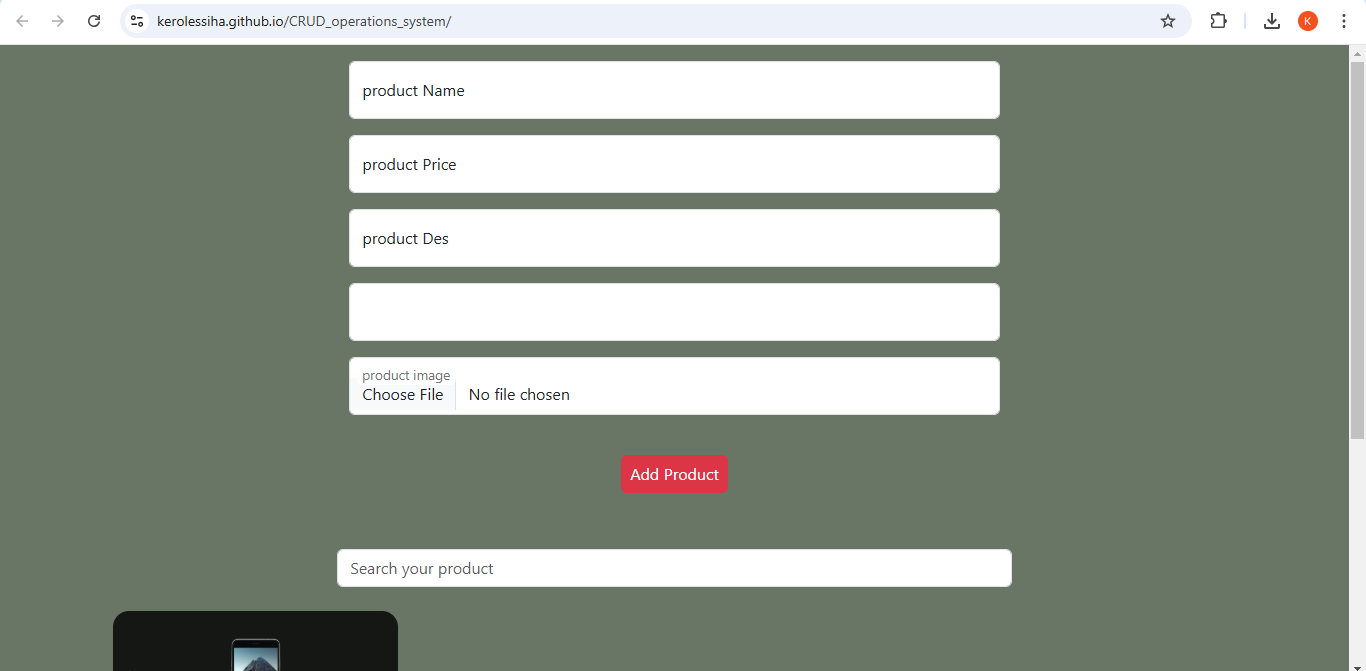 kerolessiha.github.io/CRUD_operations_system/
K
product Name
product Price
product Des
product image
Choose File No file chosen
Add Product
Search your product